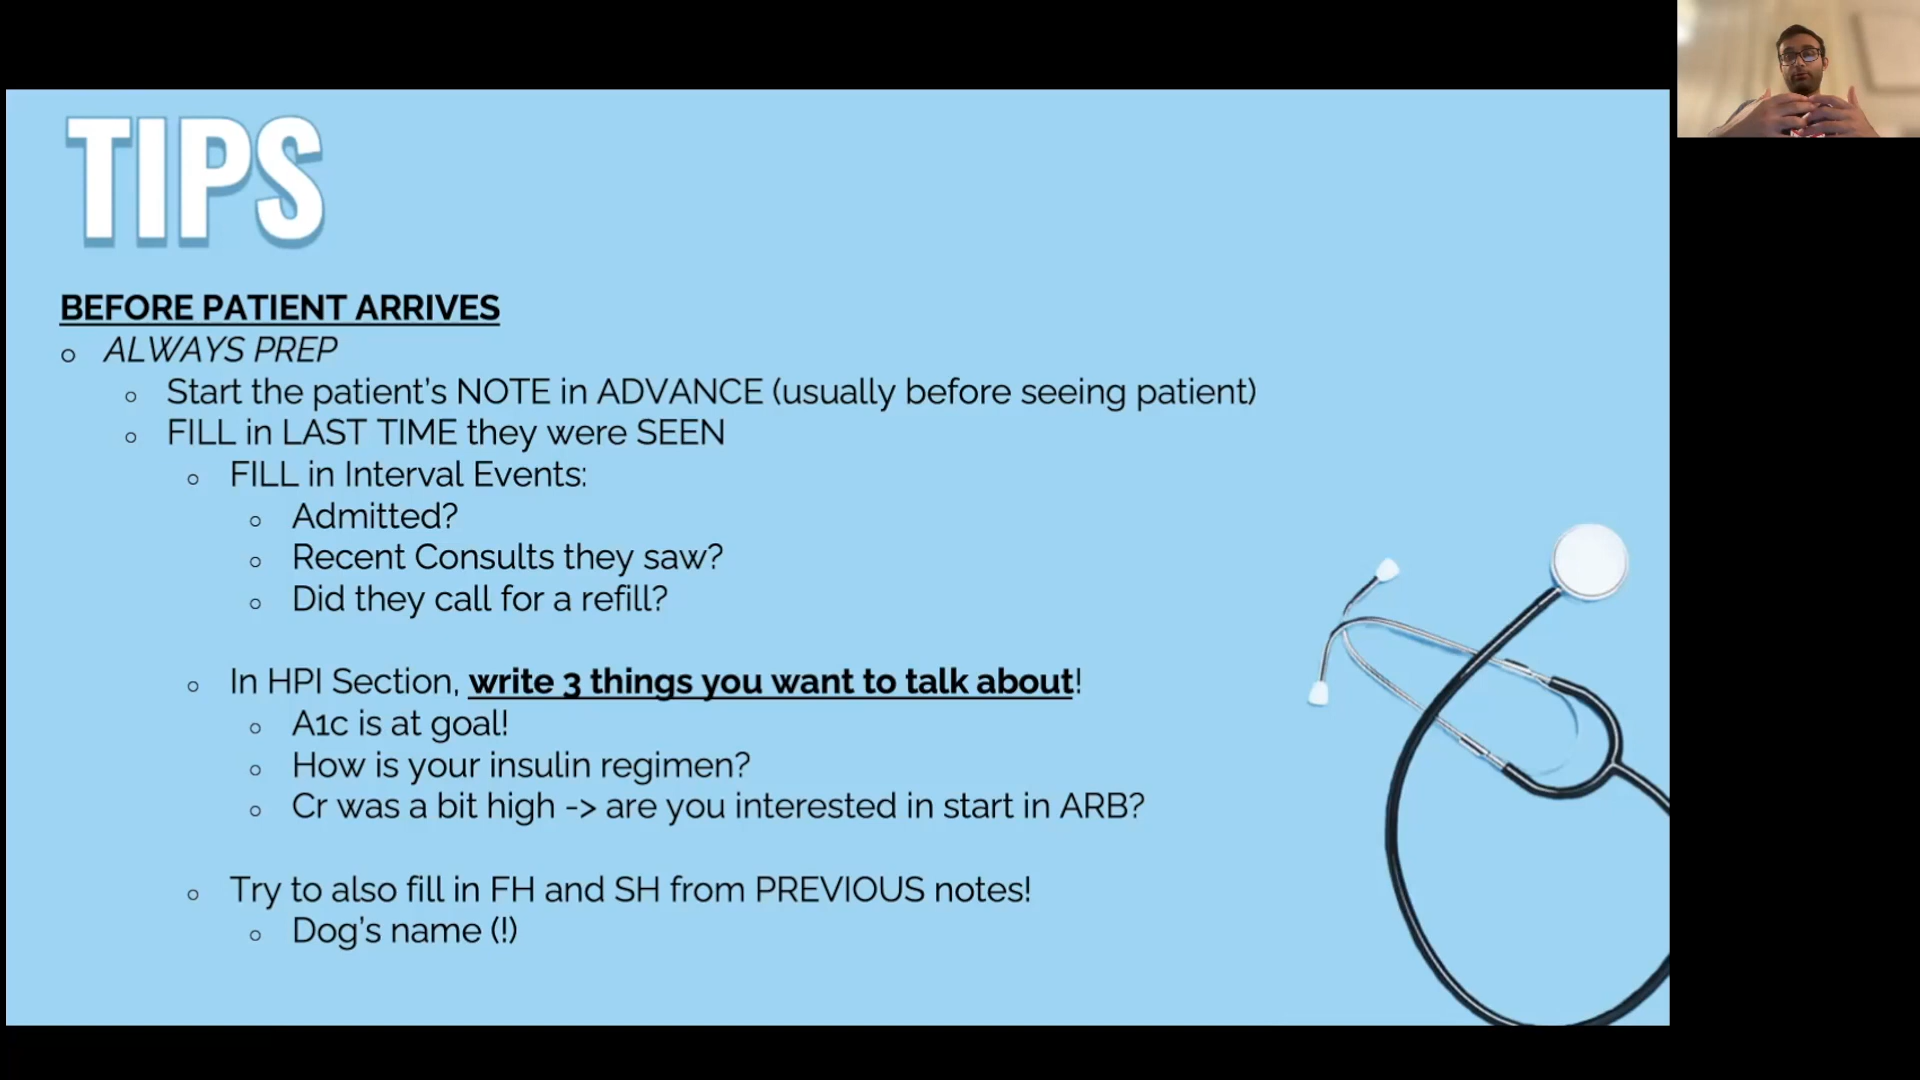 TIPS
BEFORE PATIENT ARRIVES
ALWAYS PREP
Start the patient's NOTE in ADVANCE (usually before seeing patient)
FILL in LAST TIME they were SEEN
FILL in Interval Events:
Admitted?
Recent Consults they saw?
Did they call for a refill?
In HPI Section, write 3 things you want to talk about!
A1c is at goal!
How is your insulin regimen?
Cr was a bit high -> are you interested in start in ARB?
Try to also fill in FH and SH from PREVIOUS notes!
Dog's name (!)